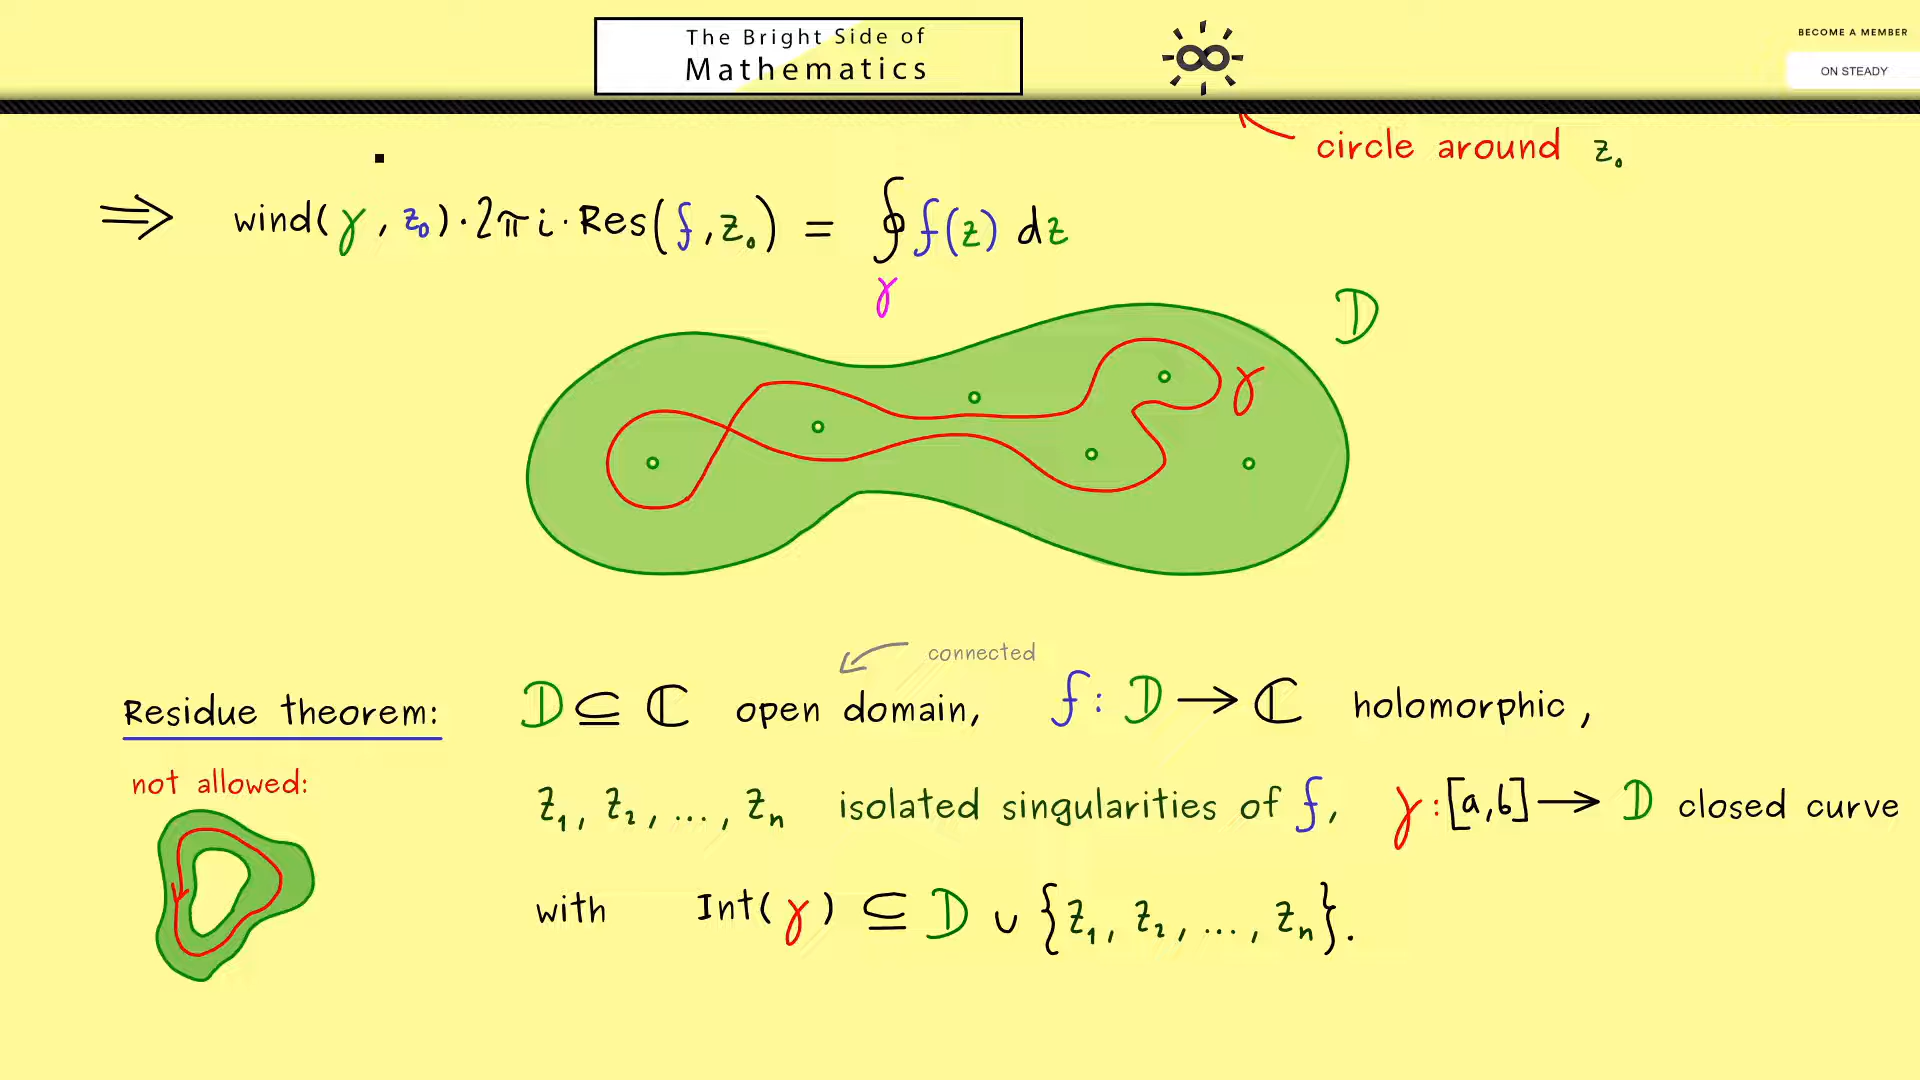 The Bright Side of
Mathematics
BECOME A MEMBER
ON STEADY
circle around z₀
⟹ wind(γ, z₀)·2πi·Res(f, z₀) = ∮_γ f(z) dz
D
γ
connected
Residue theorem: D ⊆ ℂ open domain, f: D → ℂ holomorphic,
not allowed:
z₁, z₂, ..., zₙ isolated singularities of f, γ: [a,b] → D closed curve
with Int(γ) ⊆ D ∪ {z₁, z₂, ..., zₙ}.